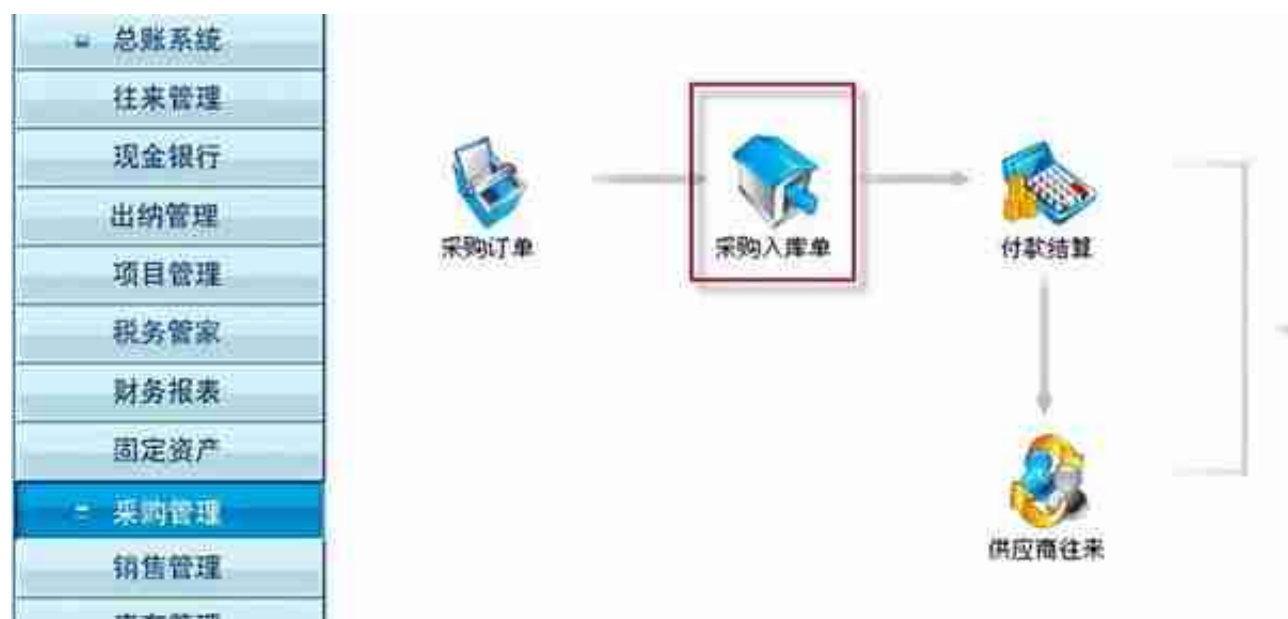 总账系统
往来管理
现金银行
出纳管理
项目管理
税务管家
财务报表
固定资产
采购管理
销售管理
采购订单
采购入库单
付款结算
供应商往来